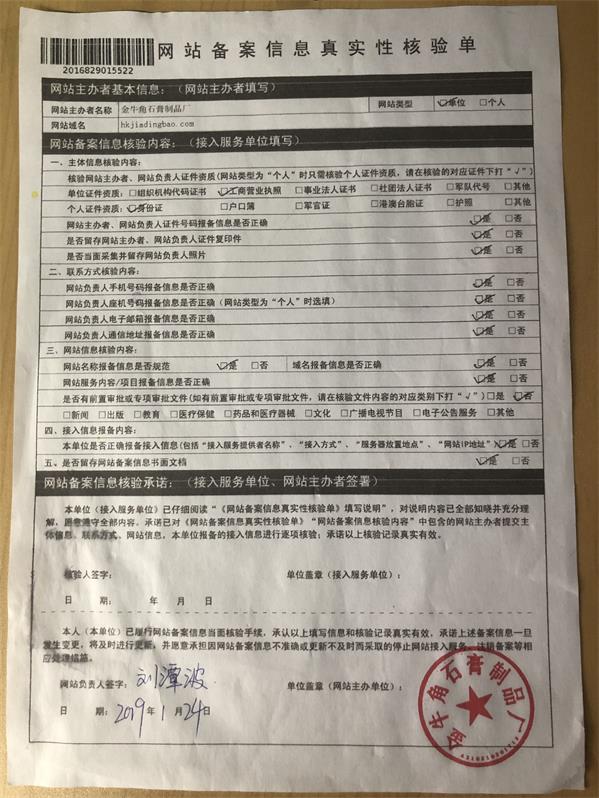 网站备案信息真实性核验单
2016829015522
网站主办者基本信息：（网站主办者填写）
网站主办者名称 金牛角石膏制品厂 网站类型 ☑单位 □个人
网站域名 hkjiadingbao.com
网站备案信息核验内容：（接入服务单位填写）
一、主体信息核验内容：
核验网站主办者、网站负责人证件资质(网站类型为“个人”时只需核验个人证件资质，请在核验的对应证件下打“√”)
单位证件资质：□组织机构代码证书 ☑工商营业执照 □事业法人证书 □社团法人证书 □军队代号 □其他
个人证件资质：☑身份证 □户口簿 □军官证 □港澳台胞证 □护照 □其他
网站主办者、网站负责人证件号码报备信息是否正确 ☑是 □否
是否留存网站主办者、网站负责人证件复印件 ☑是 □否
是否当面采集并留存网站负责人照片 ☑是 □否
二、联系方式核验内容：
网站负责人手机号码报备信息是否正确 ☑是 □否
网站负责人座机号码报备信息是否正确（网站类型为“个人”时选填） ☑是 □否
网站负责人电子邮箱报备信息是否正确 ☑是 □否
网站负责人通信地址报备信息是否正确 ☑是 □否
三、网站信息核验内容：
网站名称报备信息是否规范 ☑是 □否 域名报备信息是否正确 ☑是 □否
网站服务内容/项目报备信息是否正确 ☑是 □否
是否有前置审批或专项审批文件(如有前置审批或专项审批文件，请在核验文件内容的对应类别下打“√”) □是 ☑否
□新闻 □出版 □教育 □医疗保健 □药品和医疗器械 □文化 □广播电视节目 □电子公告服务 □其他
四、接入信息报备内容：
本单位是否正确报备接入信息(包括“接入服务提供者名称”、“接入方式”、“服务器放置地点”、“网站IP地址”) ☑是 □否
五、是否留存网站备案信息书面文档 ☑是 □否
网站备案信息核验承诺：（接入服务单位、网站主办者签署）
本单位（接入服务单位）已仔细阅读“《网站备案信息真实性核验单》填写说明”，对说明内容已全部知晓并充分理
解，愿意遵守全部内容。承诺已对《网站备案信息真实性核验单》“网站备案信息核验内容”中包含的网站主办者提交主
体信息、联系方式、网站信息、本单位报备的接入信息进行逐项核验；承诺以上核验记录真实有效。
核验人签字： 单位盖章（接入服务单位）：
日 期： 年 月 日
本人（本单位）已履行网站备案信息当面核验手续，承认以上填写信息和核验记录真实有效，承诺上述备案信息一旦
发生变更，将及时进行更新，并愿意承担因网站备案信息不准确或更新不及时而采取的停止网站接入服务、注销备案等相
应处理措施。
网站负责人签字：刘潭波 单位盖章（网站主办单位）：
日 期：2019年1月24日
金牛角石膏制品厂